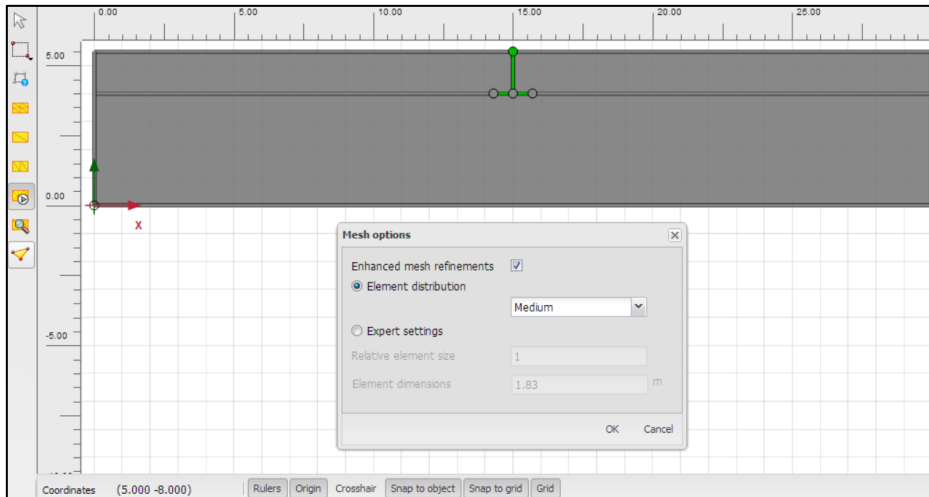 0.00 5.00 10.00 15.00 20.00 25.00
5.00
0.00
X
-5.00
Mesh options
Enhanced mesh refinements
Element distribution
Medium
Expert settings
Relative element size 1
Element dimensions 1.83 m
OK Cancel
Coordinates (5.000 -8.000) Rulers Origin Crosshair Snap to object Snap to grid Grid